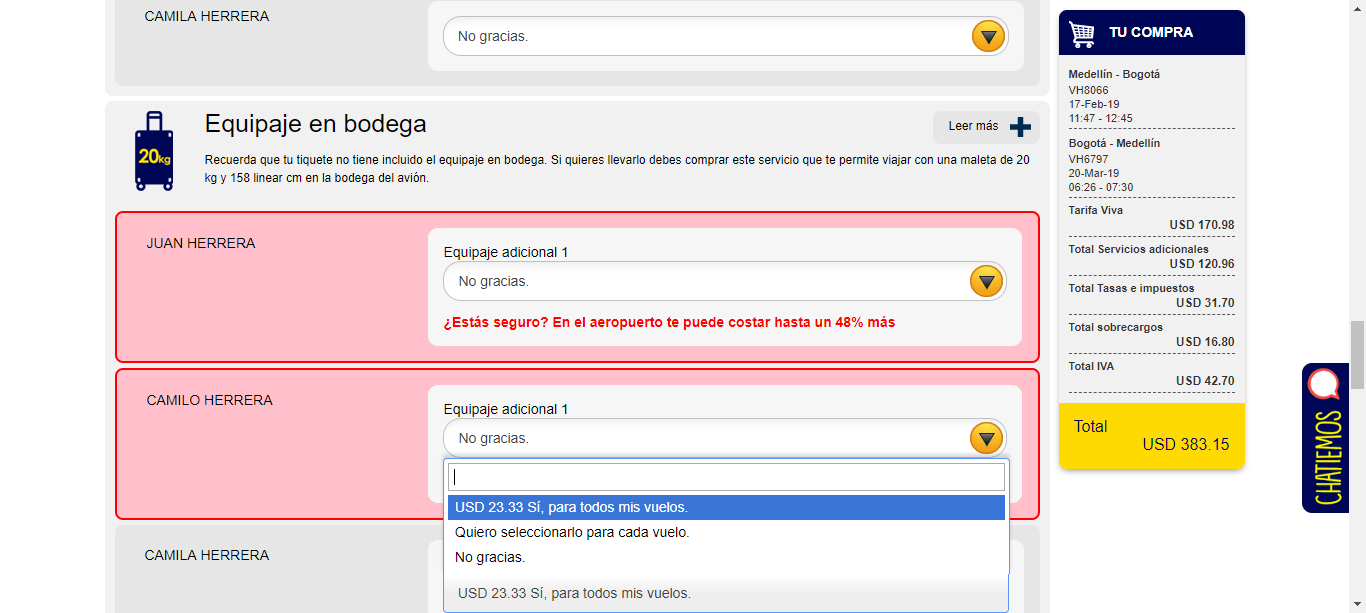 CAMILA HERRERA
No gracias.
20kg
Equipaje en bodega
Leer más
Recuerda que tu tiquete no tiene incluido el equipaje en bodega. Si quieres llevarlo debes comprar este servicio que te permite viajar con una maleta de 20
kg y 158 linear cm en la bodega del avión.
JUAN HERRERA
Equipaje adicional 1
No gracias.
¿Estás seguro? En el aeropuerto te puede costar hasta un 48% más
CAMILO HERRERA
Equipaje adicional 1
No gracias.
USD 23.33 Sí, para todos mis vuelos.
Quiero seleccionarlo para cada vuelo.
No gracias.
CAMILA HERRERA
USD 23.33 Sí, para todos mis vuelos.
TU COMPRA
Medellín - Bogotá
VH8066
17-Feb-19
11:47 - 12:45
Bogotá - Medellín
VH6797
20-Mar-19
06:26 - 07:30
Tarifa Viva
USD 170.98
Total Servicios adicionales
USD 120.96
Total Tasas e impuestos
USD 31.70
Total sobrecargos
USD 16.80
Total IVA
USD 42.70
Total
USD 383.15
CHATIEMOS